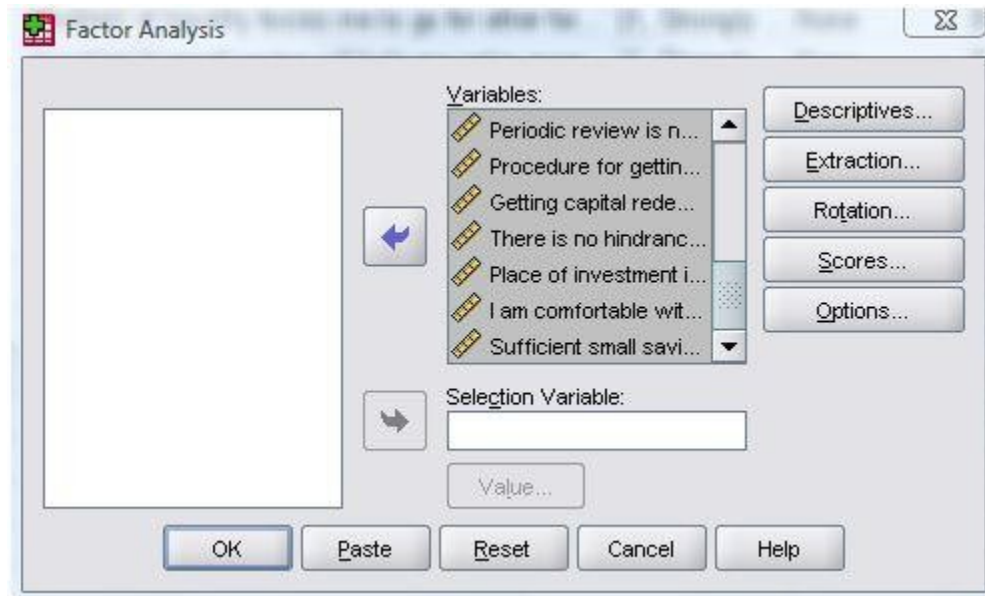 Factor Analysis
Variables:
Periodic review is n...
Procedure for gettin...
Getting capital rede...
There is no hindranc...
Place of investment i...
I am comfortable wit...
Sufficient small savi...
Selection Variable:
Value...
Descriptives...
Extraction...
Rotation...
Scores...
Options...
OK
Paste
Reset
Cancel
Help